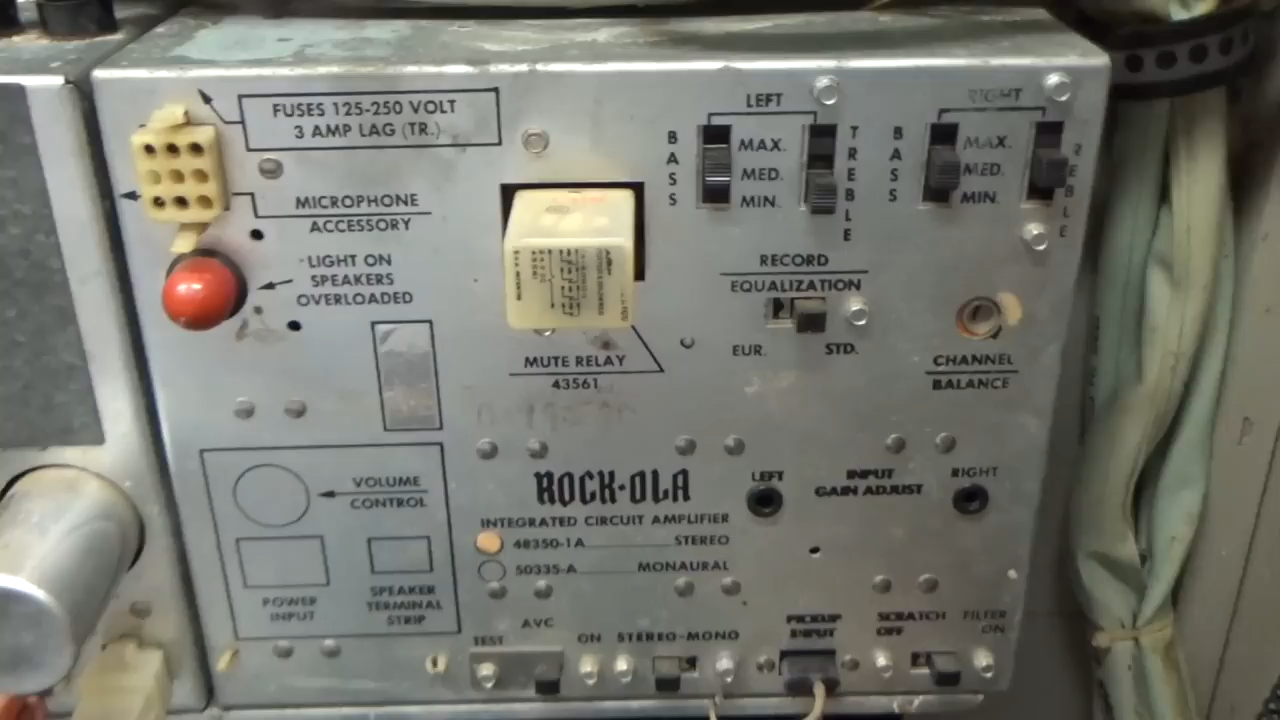 FUSES 125-250 VOLT
3 AMP LAG (TR.)
MICROPHONE
ACCESSORY
LIGHT ON
SPEAKERS
OVERLOADED
LEFT
BASS
MAX.
MED.
MIN.
TREBLE
RIGHT
BASS
MAX.
MED.
MIN.
REBLE
RECORD
EQUALIZATION
EUR. STD.
CHANNEL
BALANCE
MUTE RELAY
43561
VOLUME
CONTROL
POWER
INPUT
SPEAKER
TERMINAL
STRIP
ROCK-OLA
INTEGRATED CIRCUIT AMPLIFIER
48350-1A STEREO
50335-A MONAURAL
LEFT
INPUT
GAIN ADJUST
RIGHT
TEST
AVC
ON
STEREO-MONO
PICKUP
INPUT
SCRATCH FILTER
OFF ON